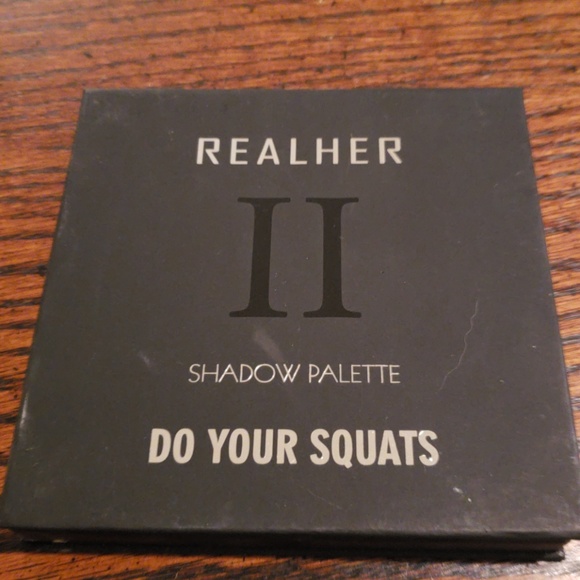 REALHER
II
SHADOW PALETTE
DO YOUR SQUATS